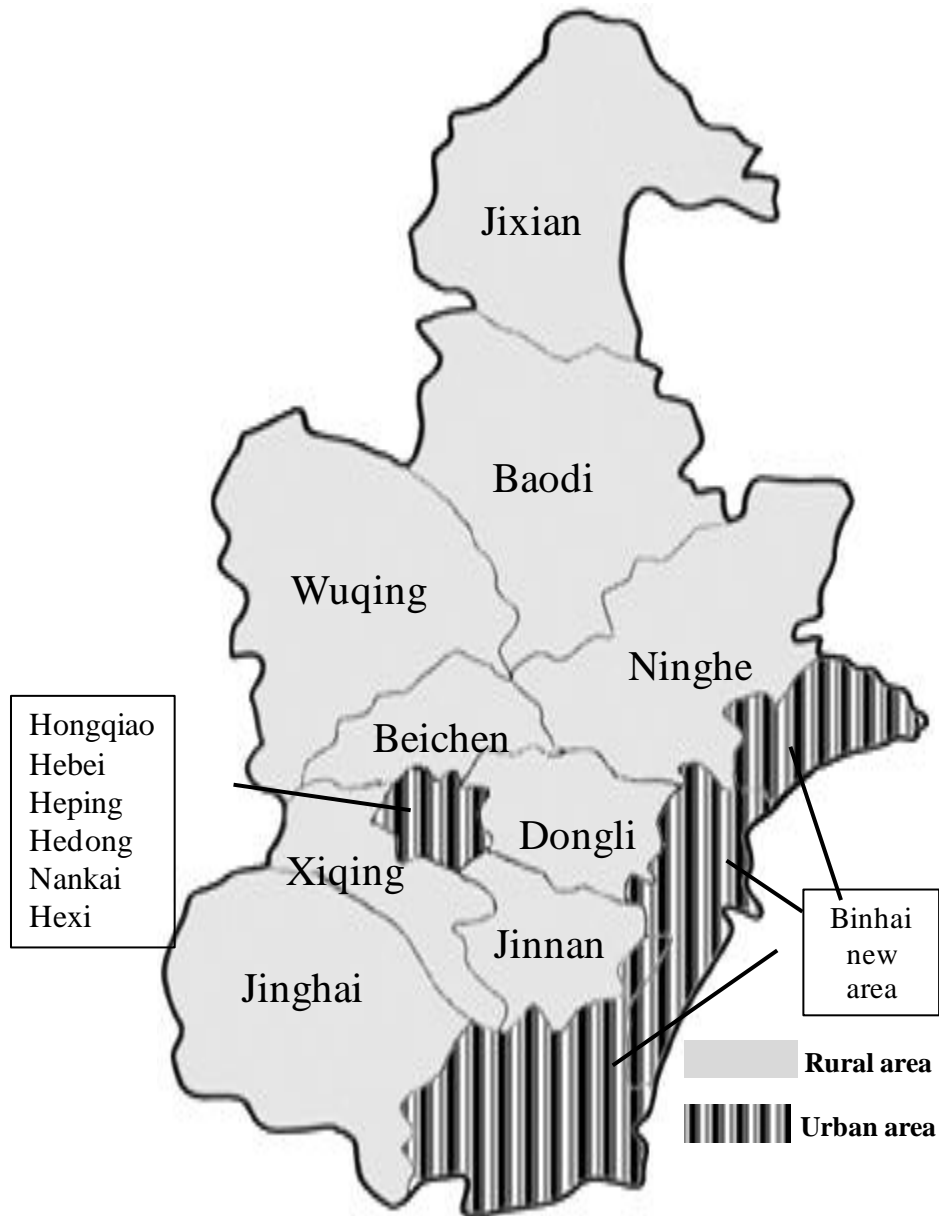 Jixian
Baodi
Wuqing
Ninghe
Beichen
Hongqiao
Hebei
Heping
Hedong
Nankai
Hexi
Dongli
Xiqing
Jinnan
Jinghai
Binhai
new
area
Rural area
Urban area